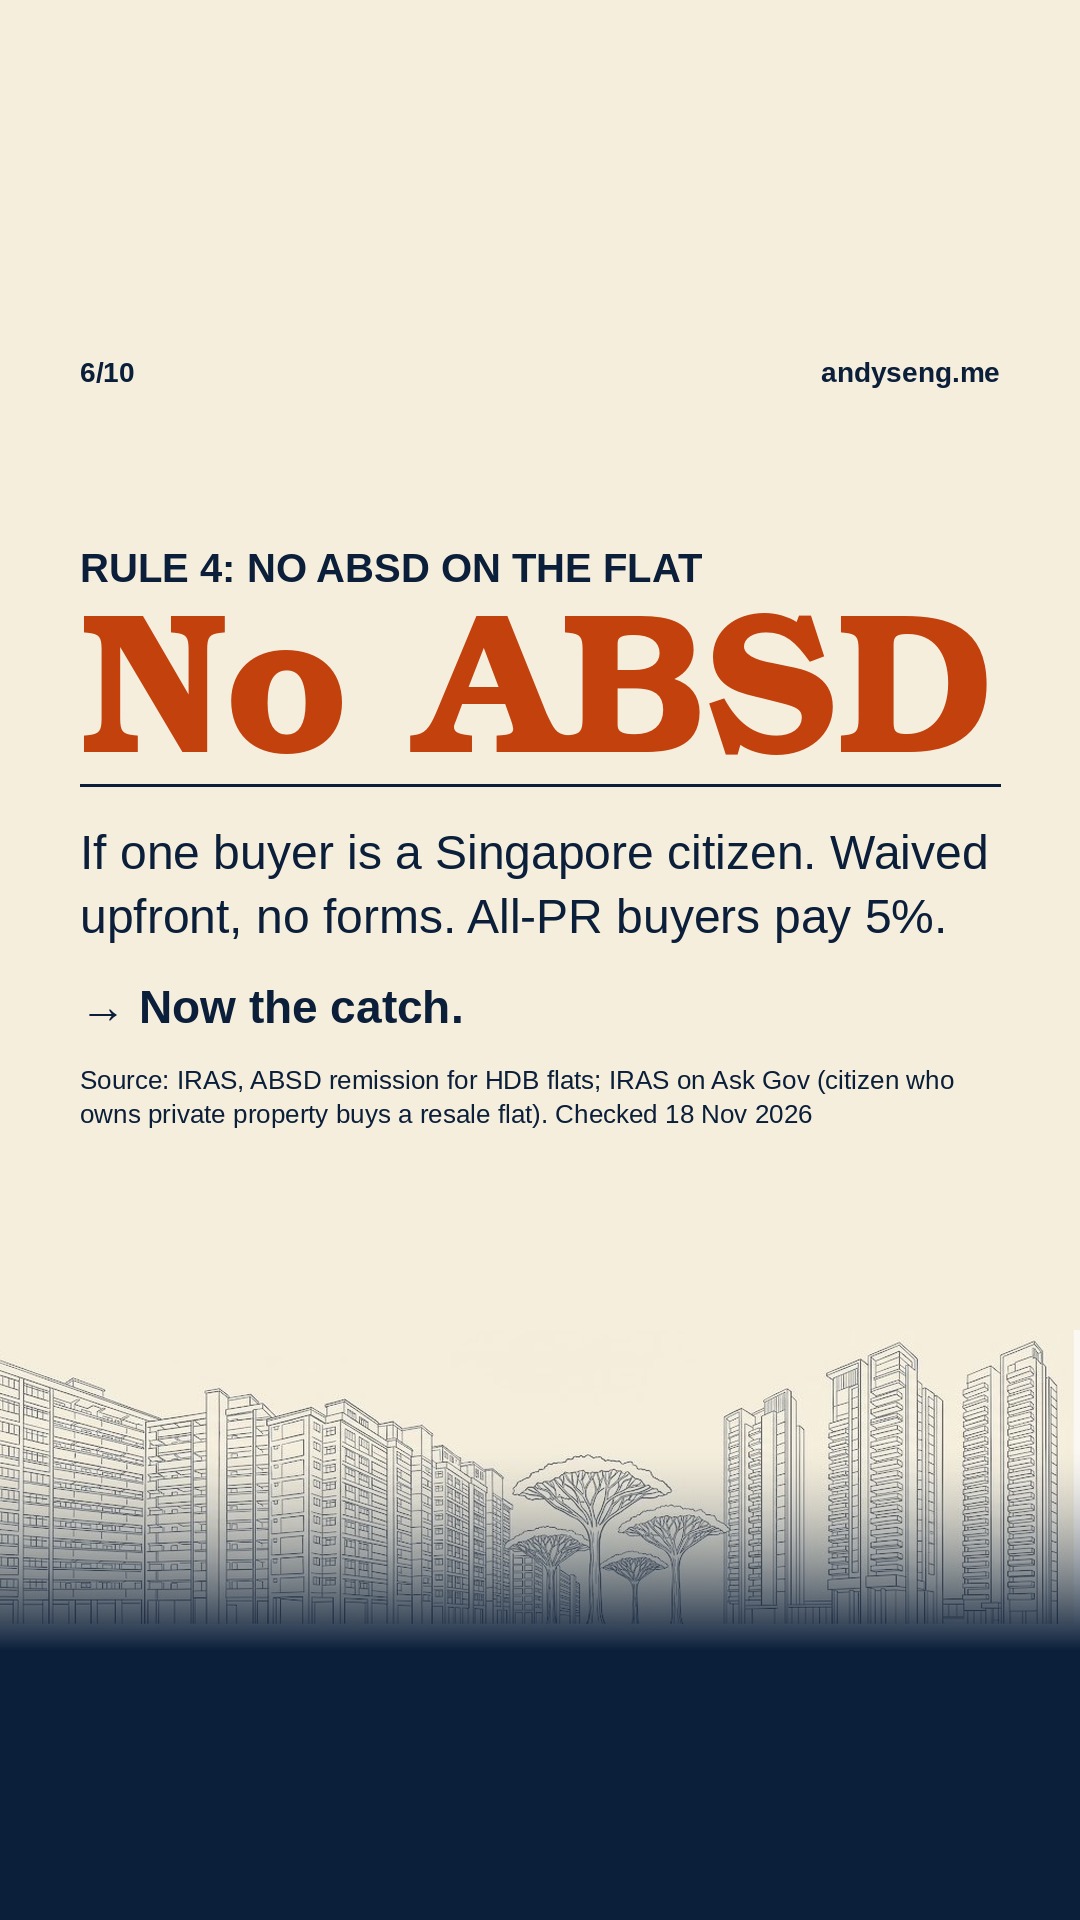 6/10
andyseng.me
RULE 4: NO ABSD ON THE FLAT
No ABSD
If one buyer is a Singapore citizen. Waived
upfront, no forms. All-PR buyers pay 5%.
→ Now the catch.
Source: IRAS, ABSD remission for HDB flats; IRAS on Ask Gov (citizen who
owns private property buys a resale flat). Checked 18 Nov 2026